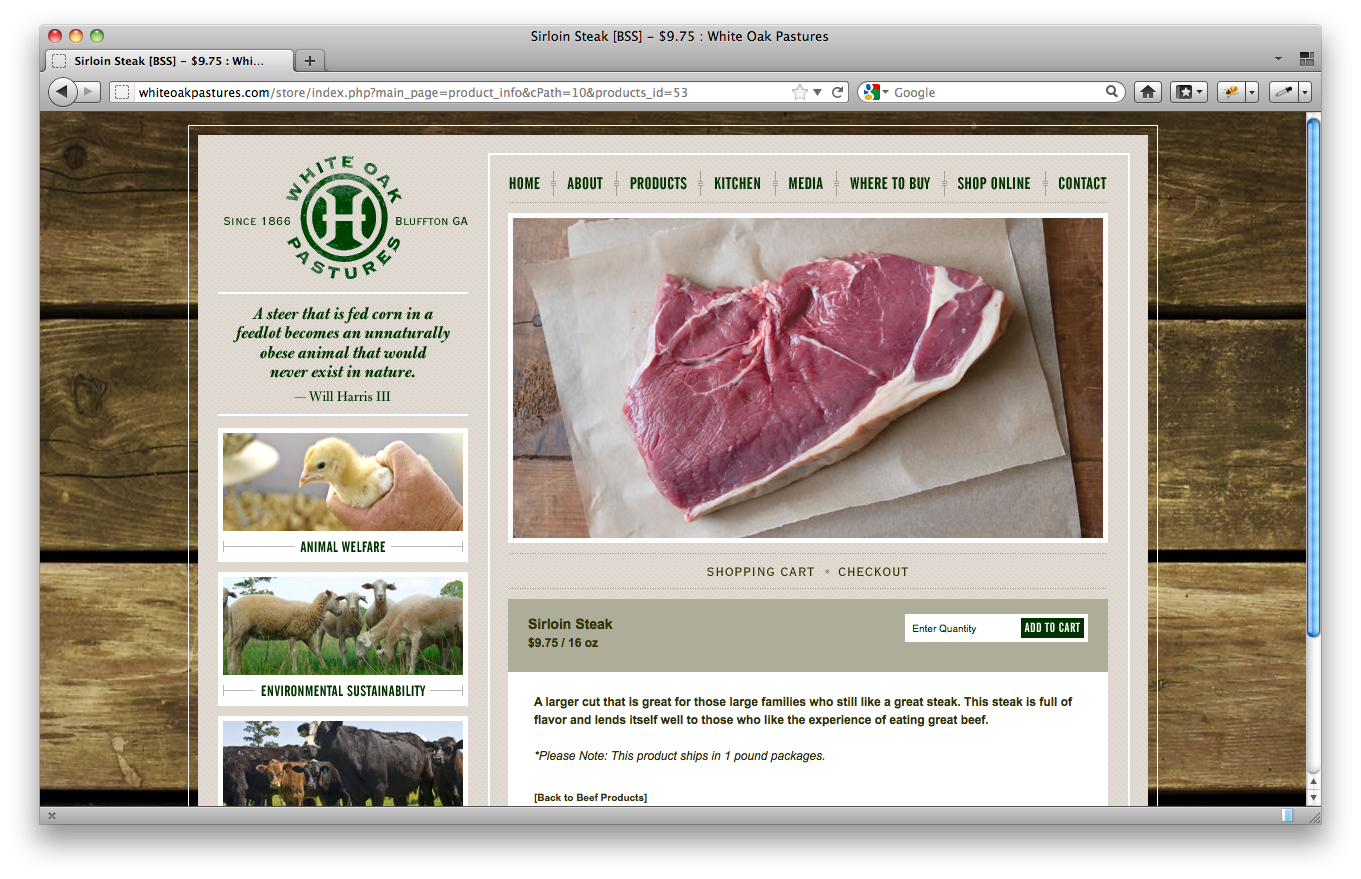 Sirloin Steak [BSS] - $9.75 : White Oak Pastures
Sirloin Steak [BSS] - $9.75 : Whi...
whiteoakpastures.com/store/index.php?main_page=product_info&cPath=10&products_id=53
Google
WHITE OAK
SINCE 1866
H
BLUFFTON GA
PASTURES
A steer that is fed corn in a
feedlot becomes an unnaturally
obese animal that would
never exist in nature.
— Will Harris III
ANIMAL WELFARE
ENVIRONMENTAL SUSTAINABILITY
HOME ABOUT PRODUCTS KITCHEN MEDIA WHERE TO BUY SHOP ONLINE CONTACT
SHOPPING CART • CHECKOUT
Sirloin Steak
$9.75 / 16 oz
Enter Quantity
ADD TO CART
A larger cut that is great for those large families who still like a great steak. This steak is full of
flavor and lends itself well to those who like the experience of eating great beef.
*Please Note: This product ships in 1 pound packages.
[Back to Beef Products]